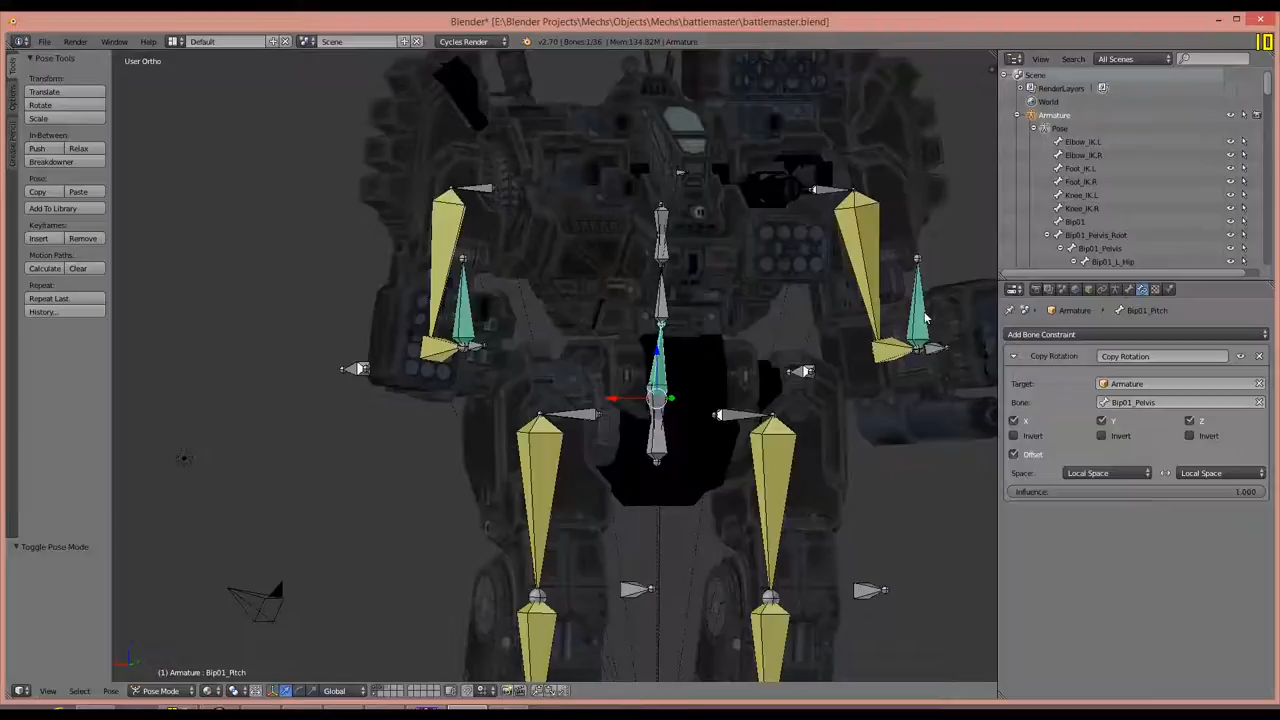 Blender* [E:\Blender Projects\Mechs\Objects\Mechs\battlemaster\battlemaster.blend]
File Render Window Help Default Scene Cycles Render v2.70 | Bones:1/36 | Mem:134.82M | Armature
10
Pose Tools
User Ortho
View Search All Scenes
Transform:
Translate
Rotate
Scale
In-Between:
Push Relax
Breakdowner
Pose:
Copy Paste
Add To Library
Keyframes:
Insert Remove
Motion Paths:
Calculate Clear
Repeat:
Repeat Last
History...
Toggle Pose Mode
Tools
Options
Grease Pencil
Scene
RenderLayers
World
Armature
Pose
Elbow_IK.L
Elbow_IK.R
Foot_IK.L
Foot_IK.R
Knee_IK.L
Knee_IK.R
Bip01
Bip01_Pelvis_Root
Bip01_Pelvis
Bip01_L_Hip
Armature Bip01_Pitch
Add Bone Constraint
Copy Rotation Copy Rotation
Target: Armature
Bone: Bip01_Pelvis
X Y Z
Invert Invert Invert
Offset
Space: Local Space Local Space
Influence: 1.000
(1) Armature : Bip01_Pitch
View Select Pose Pose Mode Global